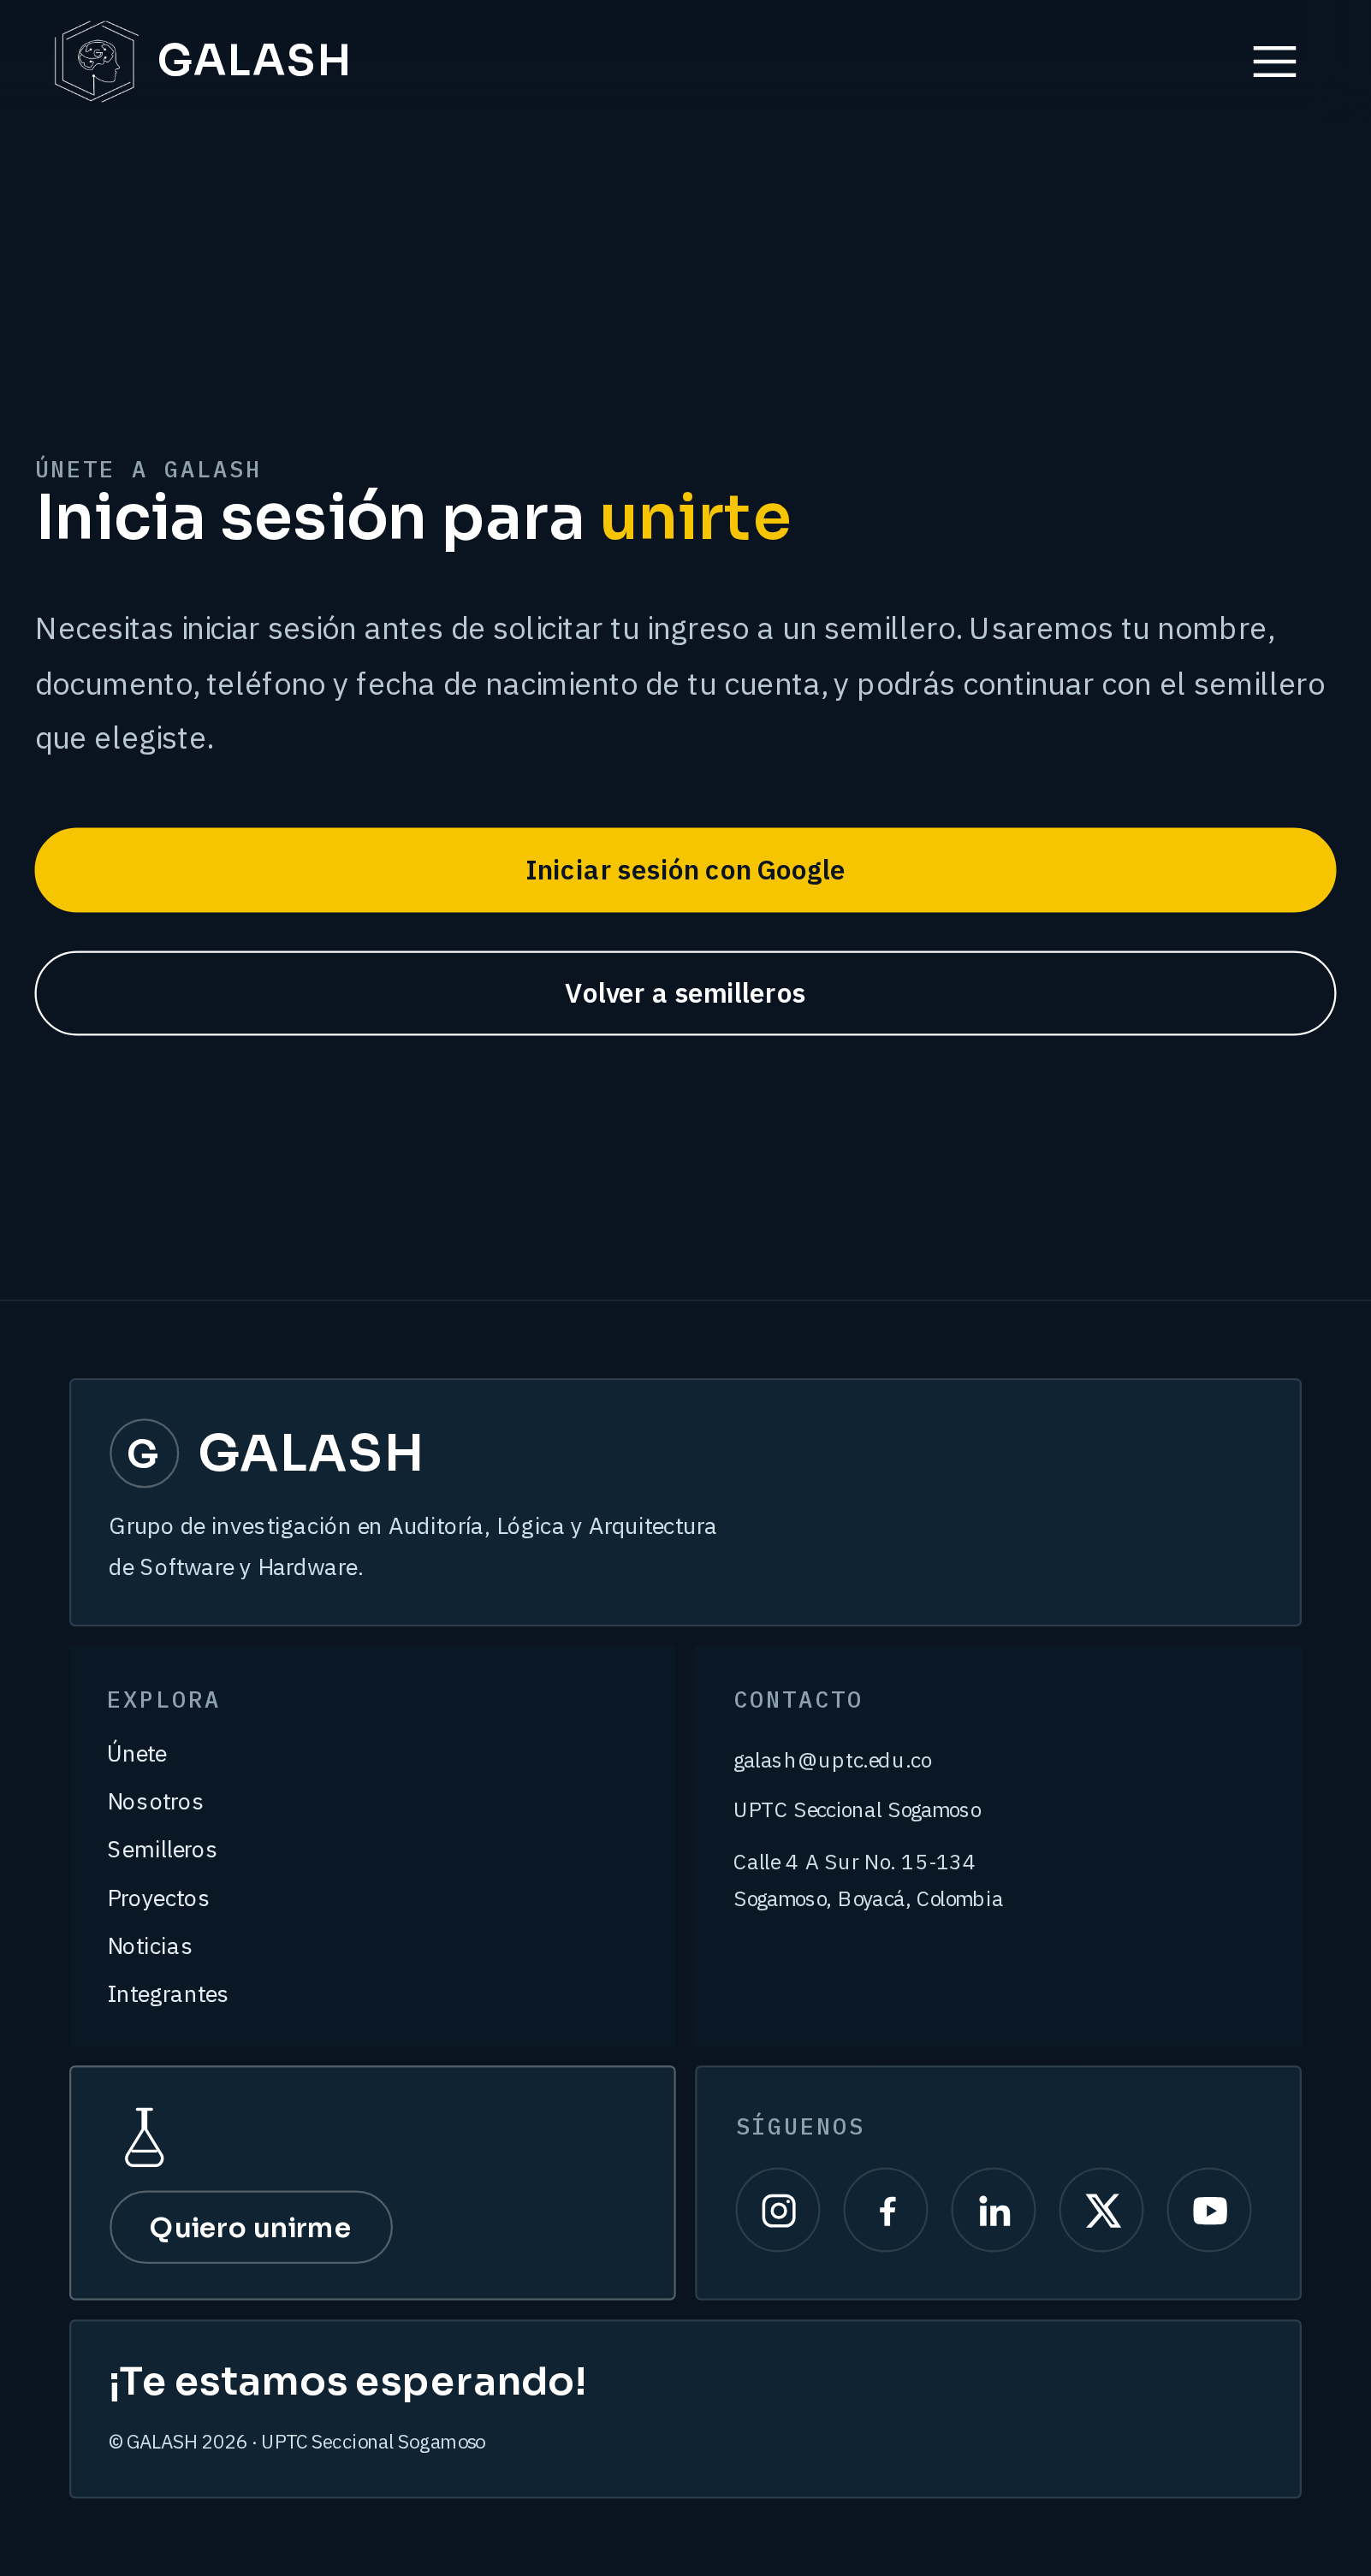 GALASH
ÚNETE A GALASH
Inicia sesión para unirte
Necesitas iniciar sesión antes de solicitar tu ingreso a un semillero. Usaremos tu nombre,
documento, teléfono y fecha de nacimiento de tu cuenta, y podrás continuar con el semillero
que elegiste.
Iniciar sesión con Google
Volver a semilleros
G GALASH
Grupo de investigación en Auditoría, Lógica y Arquitectura
de Software y Hardware.
EXPLORA
Únete
Nosotros
Semilleros
Proyectos
Noticias
Integrantes
CONTACTO
galash@uptc.edu.co
UPTC Seccional Sogamoso
Calle 4 A Sur No. 15-134
Sogamoso, Boyacá, Colombia
Quiero unirme
SÍGUENOS
¡Te estamos esperando!
© GALASH 2026 · UPTC Seccional Sogamoso